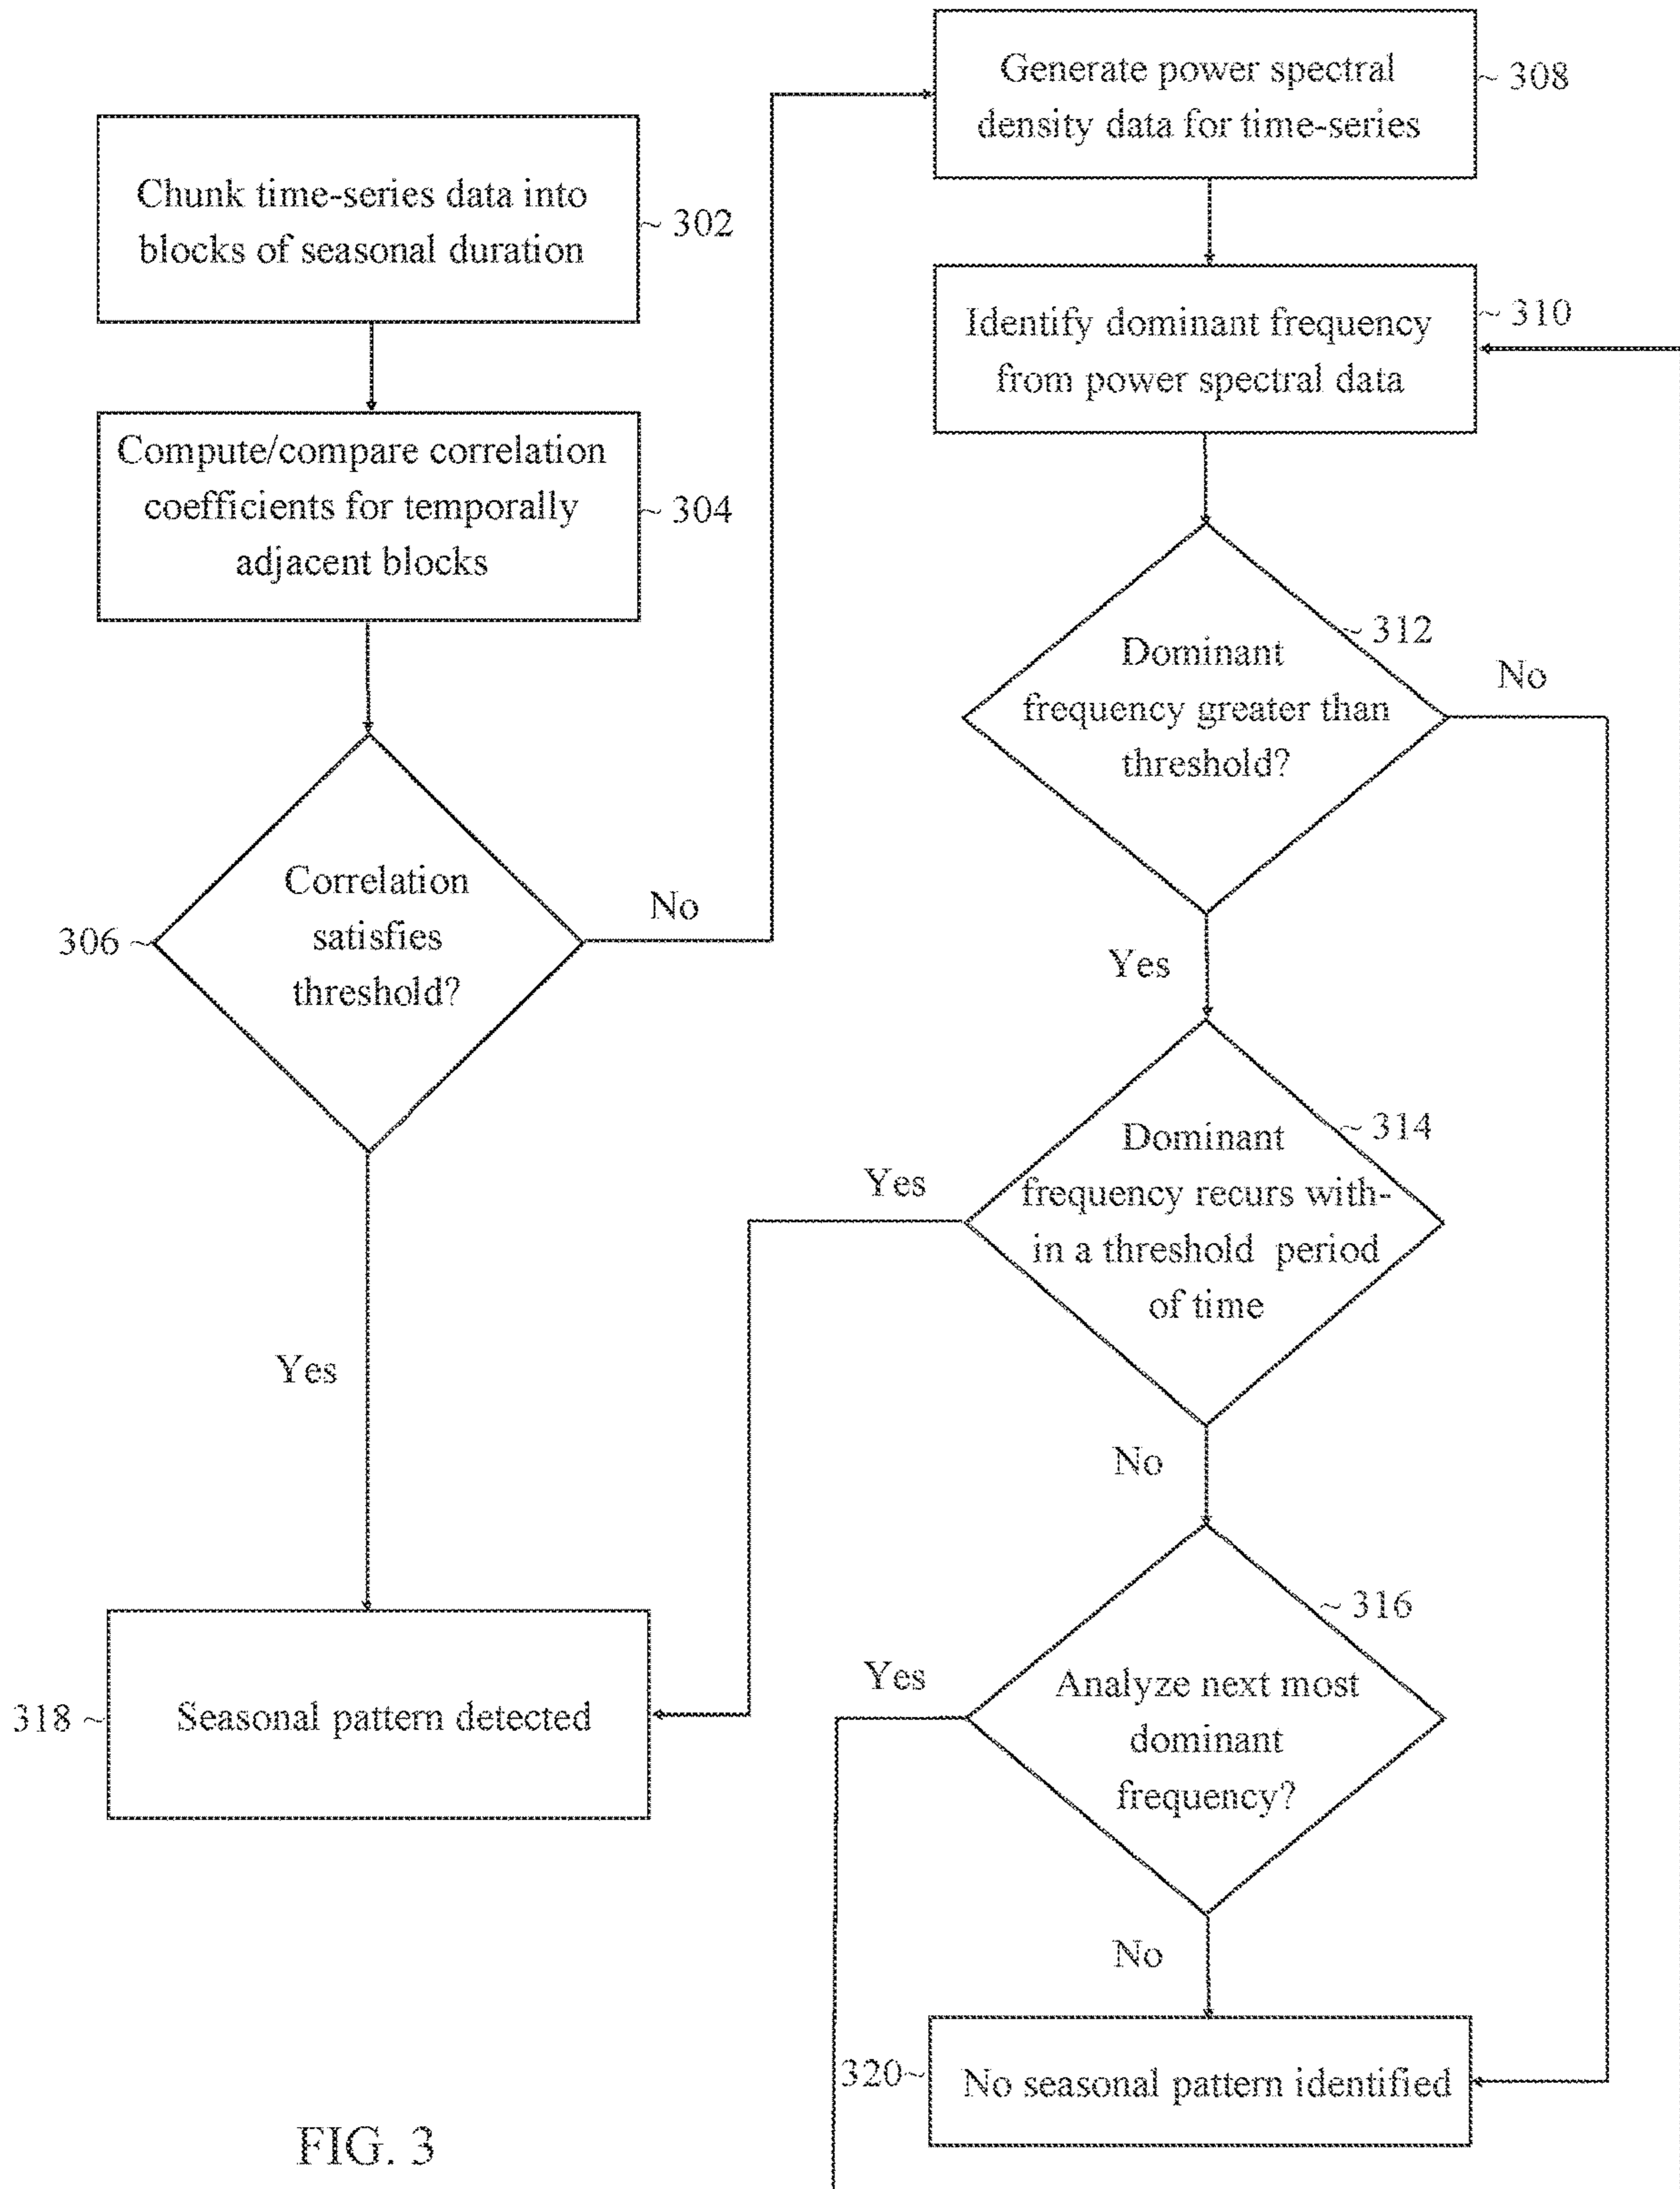 Chunk time-series data into
blocks of seasonal duration
~ 302
Compute/compare correlation
coefficients for temporally
adjacent blocks
~ 304
Correlation
satisfies
threshold?
306 ~
No
Yes
Generate power spectral
density data for time-series
~ 308
Identify dominant frequency
from power spectral data
~ 310
Dominant
frequency greater than
threshold?
~ 312
No
Yes
Dominant
frequency recurs with-
in a threshold period
of time
~ 314
Yes
No
Analyze next most
dominant
frequency?
~ 316
Yes
No
Seasonal pattern detected
318 ~
No seasonal pattern identified
320~
FIG. 3